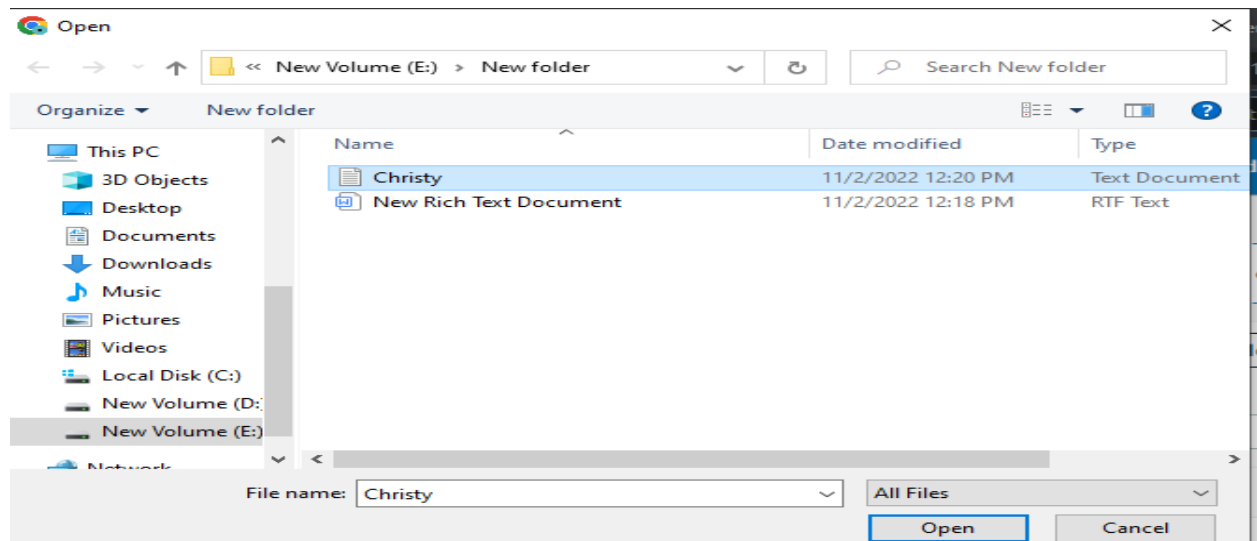 Open
« New Volume (E:) > New folder
Search New folder
Organize
New folder
Name
Date modified
Type
This PC
3D Objects
Desktop
Documents
Downloads
Music
Pictures
Videos
Local Disk (C:)
New Volume (D:
New Volume (E:)
Network
Christy 11/2/2022 12:20 PM Text Document
New Rich Text Document 11/2/2022 12:18 PM RTF Text
File name: Christy
All Files
Open
Cancel